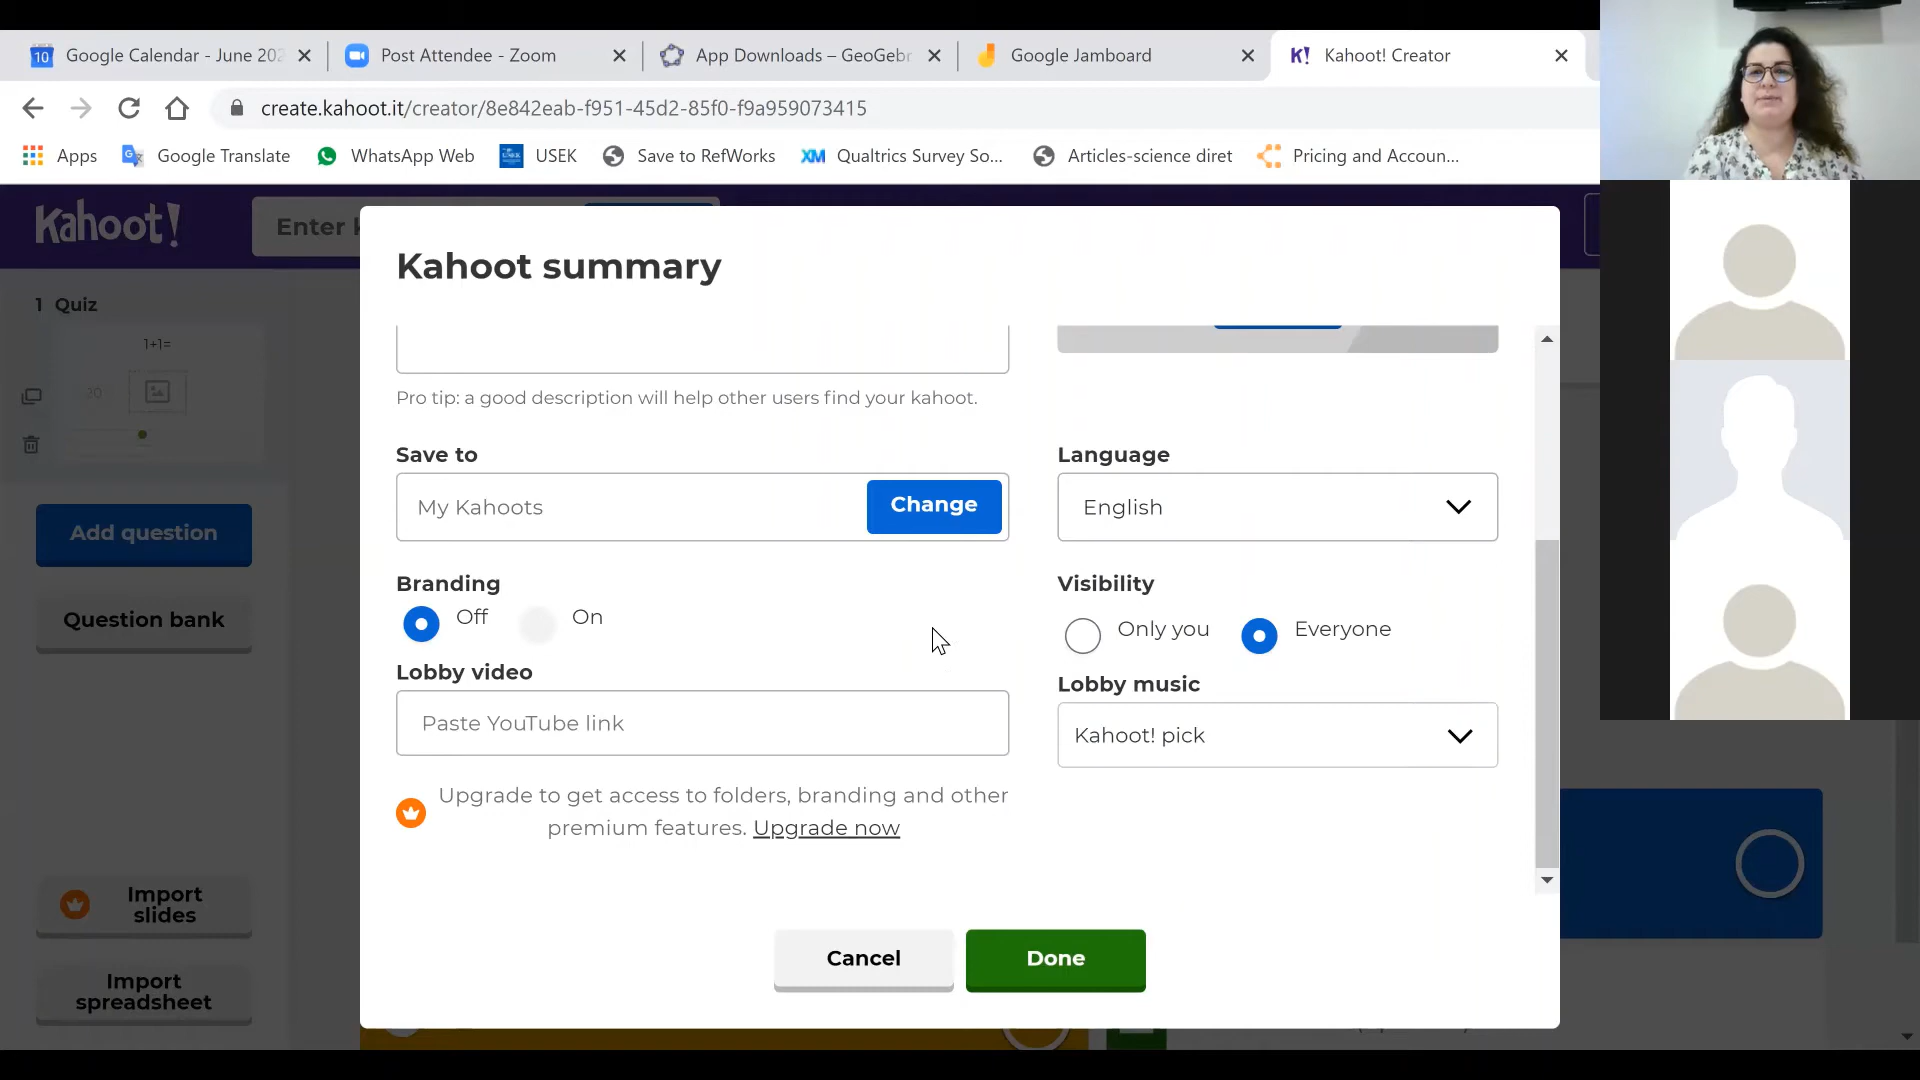 Google Calendar - June 202
Post Attendee - Zoom
App Downloads – GeoGebr
Google Jamboard
K! Kahoot! Creator
create.kahoot.it/creator/8e842eab-f951-45d2-85f0-f9a959073415
Apps
Google Translate
WhatsApp Web
USEK
Save to RefWorks
XM Qualtrics Survey So...
Articles-science diret
Pricing and Accoun...
Kahoot!
Enter k
Kahoot summary
1 Quiz
1+1=
20
Pro tip: a good description will help other users find your kahoot.
Save to
Language
My Kahoots
Change
English
Add question
Branding
Visibility
Off
On
Only you
Everyone
Question bank
Lobby video
Lobby music
Paste YouTube link
Kahoot! pick
Upgrade to get access to folders, branding and other
premium features. Upgrade now
Import
slides
Cancel
Done
Import
spreadsheet